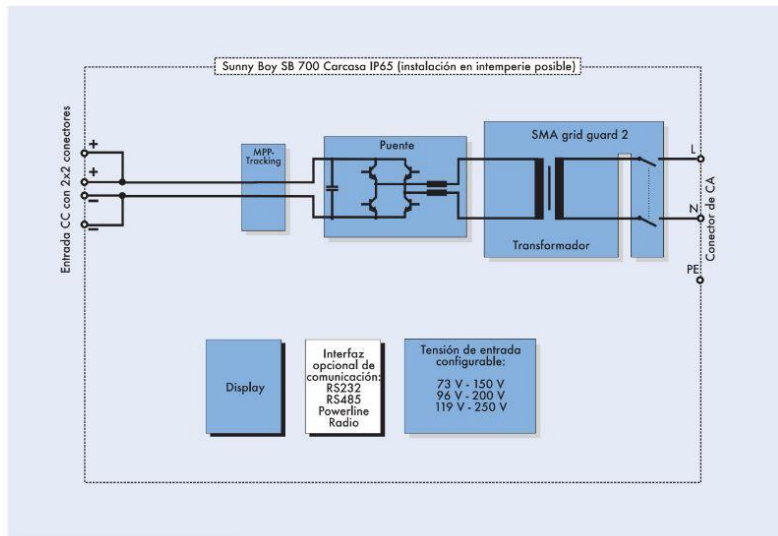 Sunny Boy SB 700 Carcasa IP65 (instalación en intemperie posible)
Entrada CC con 2x2 conectores
+
+
−
−
MPP-
Tracking
Puente
SMA grid guard 2
Transformador
L
N
PE
Conector de CA
Display
Interfaz
opcional de
comunicación:
RS232
RS485
Powerline
Radio
Tensión de entrada
configurable:
73 V - 150 V
96 V - 200 V
119 V - 250 V